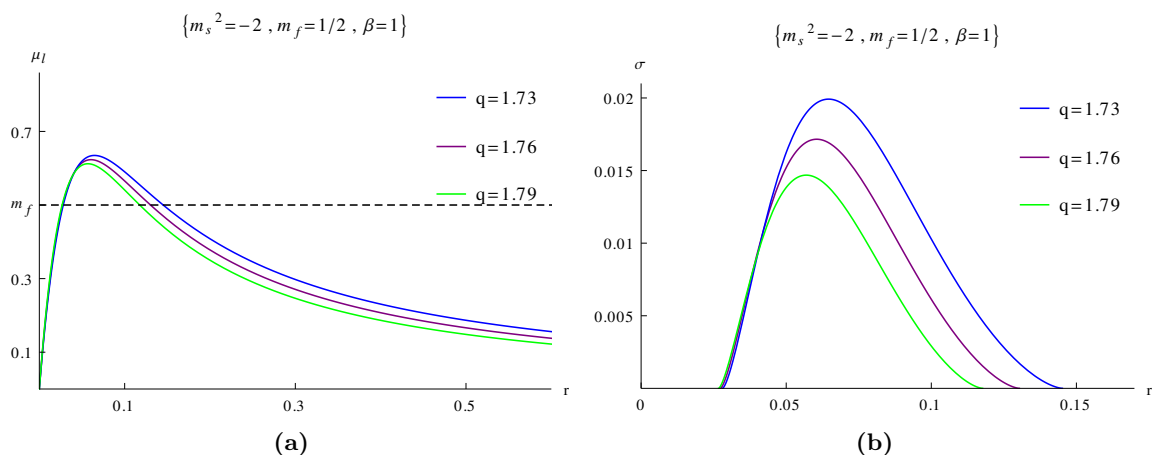 {m_s^2=−2 , m_f=1/2 , β=1}
μ_l
q=1.73
0.7
q=1.76
q=1.79
m_f
0.3
0.1
r
0.1
0.3
0.5
(a)
{m_s^2=−2 , m_f=1/2 , β=1}
σ
0.02
q=1.73
0.015
q=1.76
q=1.79
0.01
0.005
r
0
0.05
0.1
0.15
(b)